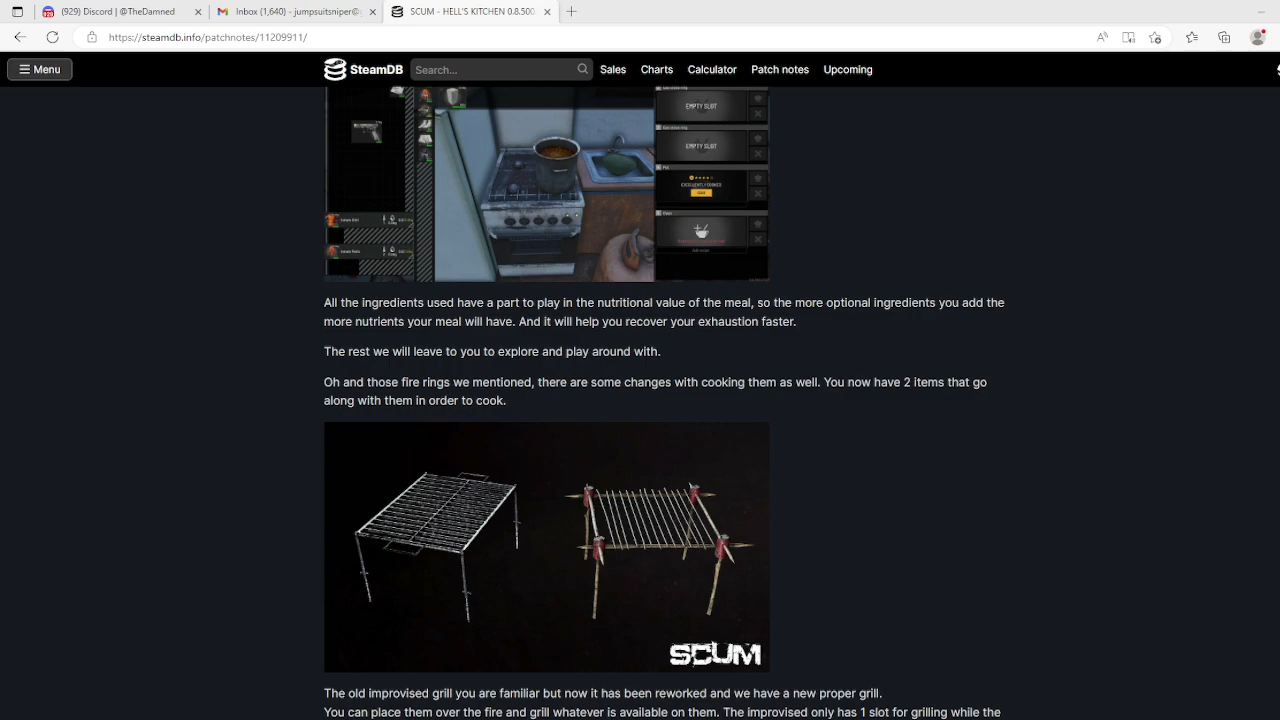 (929) Discord | @TheDamned
Inbox (1,640) - jumpsuitsniper@
SCUM - HELL'S KITCHEN 0.8.500
https://steamdb.info/patchnotes/11209911/
Menu
SteamDB
Search...
Sales
Charts
Calculator
Patch notes
Upcoming
EMPTY SLOT
EMPTY SLOT
EXCELLENTLY COOKED
All the ingredients used have a part to play in the nutritional value of the meal, so the more optional ingredients you add the
more nutrients your meal will have. And it will help you recover your exhaustion faster.
The rest we will leave to you to explore and play around with.
Oh and those fire rings we mentioned, there are some changes with cooking them as well. You now have 2 items that go
along with them in order to cook.
SCUM
The old improvised grill you are familiar but now it has been reworked and we have a new proper grill.
You can place them over the fire and grill whatever is available on them. The improvised only has 1 slot for grilling while the